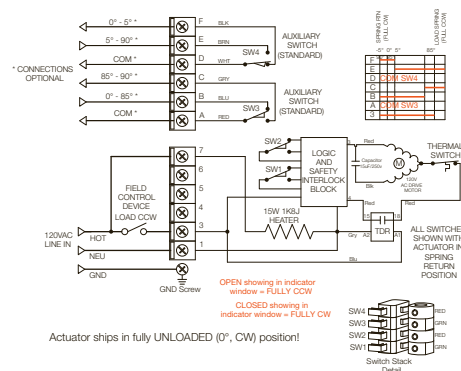 0° - 5° *
5° - 90° *
COM *
85° - 90° *
0° - 85° *
COM *
* CONNECTIONS
OPTIONAL
F
E
D
C
B
A
BLK
BRN
WHT
GRY
BLU
RED
SW4
SW3
AUXILIARY
SWITCH
(STANDARD)
AUXILIARY
SWITCH
(STANDARD)
SPRING RTN
(FULL CW)
LOAD SPRING
(FULL CCW)
-5° 0° 5°
85°
F
E
D COM SW4
C
B
A COM SW3
3
7
6
5
4
3
1
FIELD
CONTROL
DEVICE
LOAD CCW
120VAC
LINE IN
HOT
NEU
GND
GND Screw
SW2
SW1
LOGIC
AND
SAFETY
INTERLOCK
BLOCK
15W 1K8J
HEATER
Red
Capacitor
Blk
M
120V
AC DRIVE
MOTOR
THERMAL
SWITCH
Red
Red
15
18
TDR
Gry
A2
A1
Blu
ALL SWITCHES
SHOWN WITH
ACTUATOR IN
SPRING
RETURN
POSITION
OPEN showing in indicator
window = FULLY CCW
CLOSED showing in
indicator window = FULLY CW
Actuator ships in fully UNLOADED (0°, CW) position!
SW4
SW3
SW2
SW1
RED
GRN
RED
GRN
Switch Stack
Detail